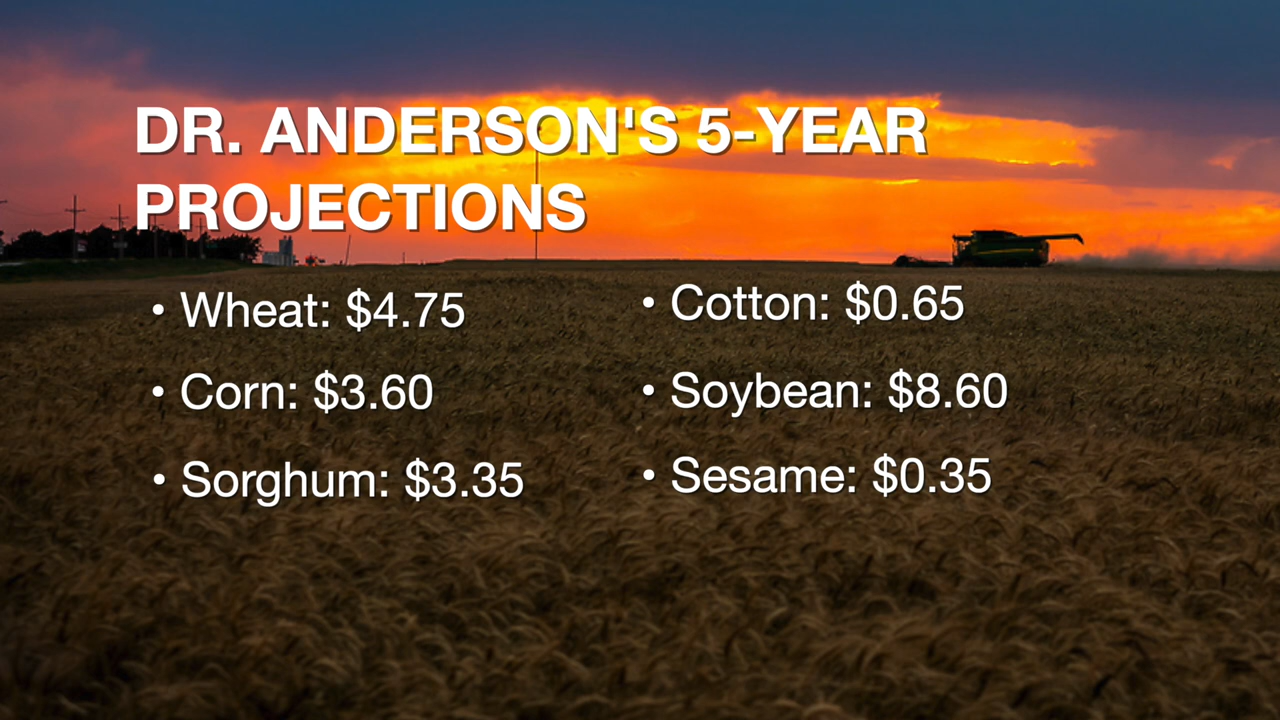 DR. ANDERSON'S 5-YEAR
PROJECTIONS
• Wheat: $4.75
• Corn: $3.60
• Sorghum: $3.35
• Cotton: $0.65
• Soybean: $8.60
• Sesame: $0.35